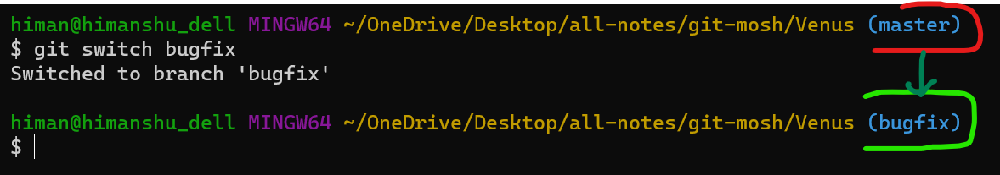 himan@himanshu_dell MINGW64 ~/OneDrive/Desktop/all-notes/git-mosh/Venus (master)
$ git switch bugfix
Switched to branch 'bugfix'
himan@himanshu_dell MINGW64 ~/OneDrive/Desktop/all-notes/git-mosh/Venus (bugfix)
$